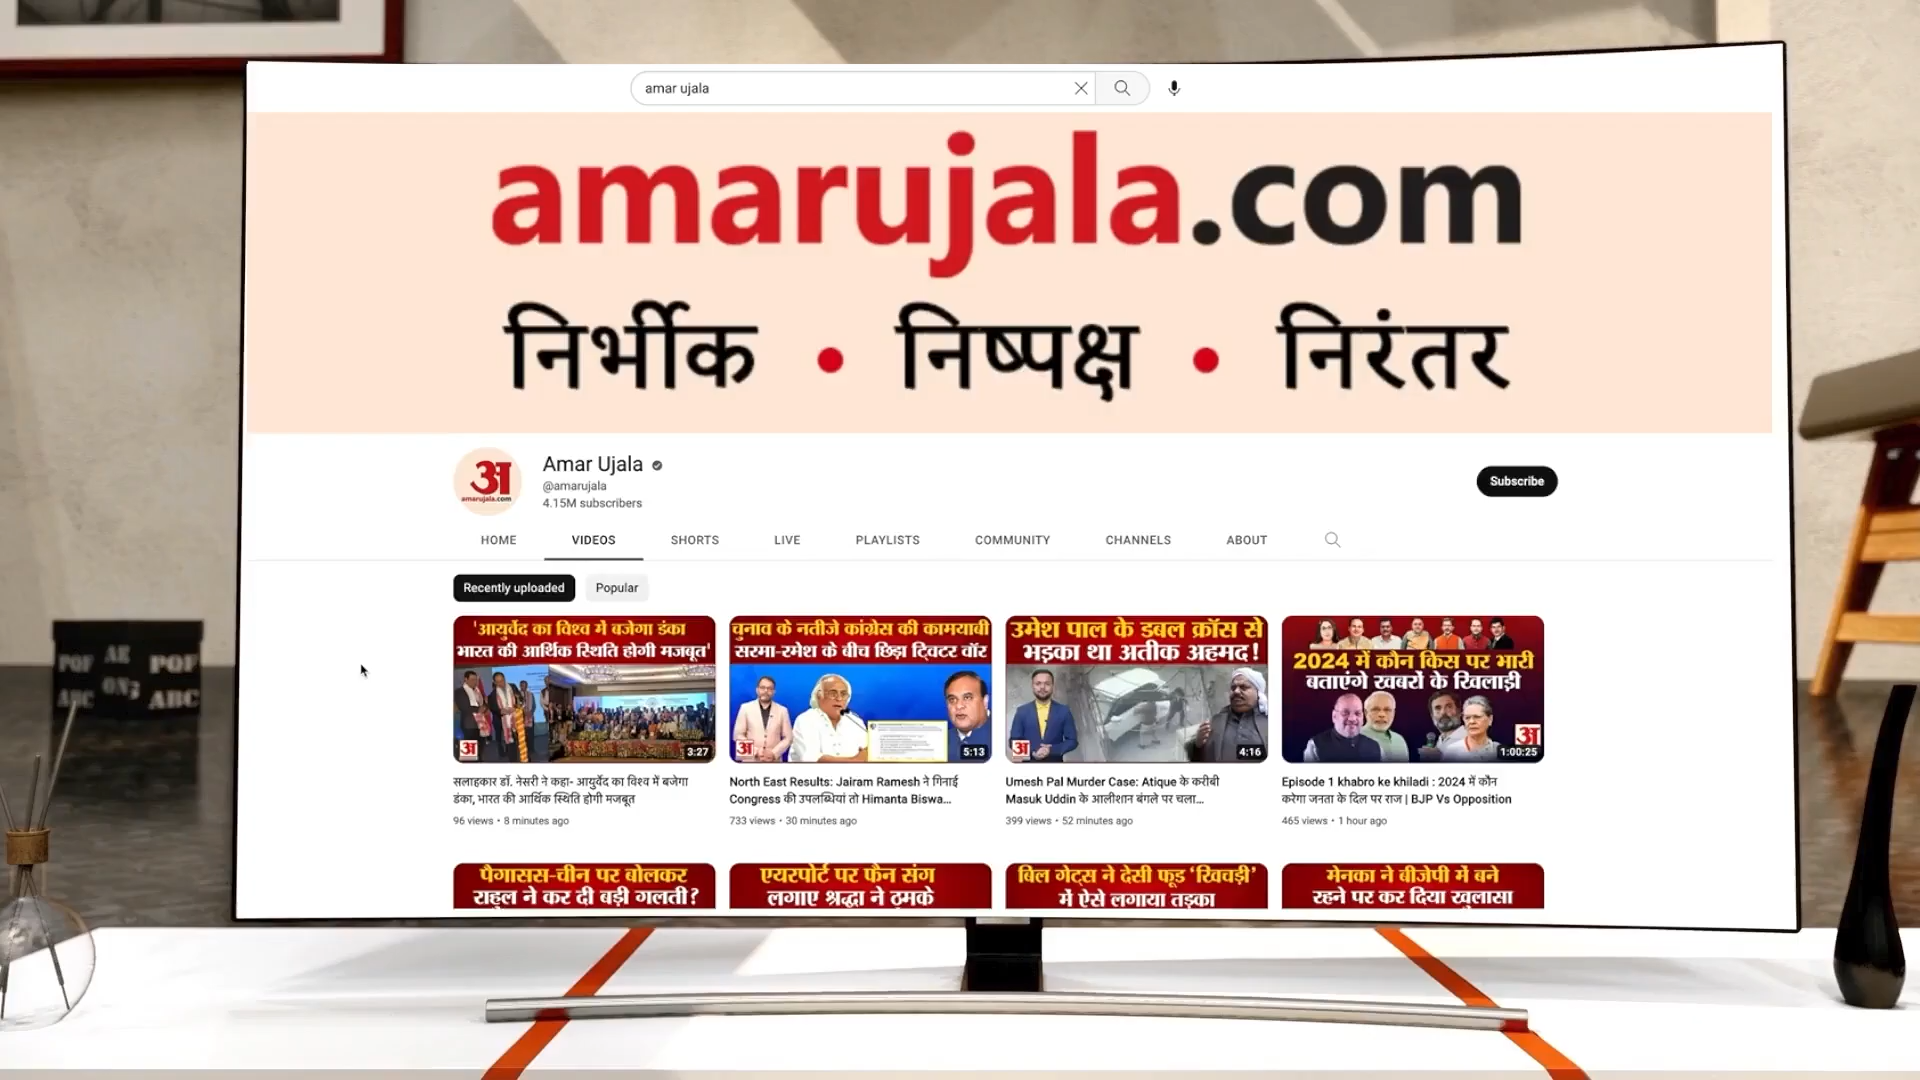 amar ujala
amarujala.com
निर्भीक • निष्पक्ष • निरंतर
अ
amarujala.com
Amar Ujala
@amarujala
4.15M subscribers
Subscribe
HOME VIDEOS SHORTS LIVE PLAYLISTS COMMUNITY CHANNELS ABOUT
Recently uploaded Popular
'आयुर्वेद का विश्व में बजेगा डंका
भारत की आर्थिक स्थिति होगी मजबूत'
अ
3:27
सलाहकार डॉ. नेसरी ने कहा- आयुर्वेद का विश्व में बजेगा
डंका, भारत की आर्थिक स्थिति होगी मजबूत
96 views • 8 minutes ago
चुनाव के नतीजे कांग्रेस की कामयाबी
सरमा-रमेश के बीच छिड़ा ट्विटर वॉर
अ
5:13
North East Results: Jairam Ramesh ने गिनाई
Congress की उपलब्धियां तो Himanta Biswa...
733 views • 30 minutes ago
उमेश पाल के डबल क्रॉस से
भड़का था अतीक अहमद!
अ
4:16
Umesh Pal Murder Case: Atique के करीबी
Masuk Uddin के आलीशान बंगले पर चला...
399 views • 52 minutes ago
2024 में कौन किस पर भारी
बताएंगे खबरों के खिलाड़ी
अ
1:00:25
Episode 1 khabro ke khiladi : 2024 में कौन
करेगा जनता के दिल पर राज | BJP Vs Opposition
465 views • 1 hour ago
पैगासस-चीन पर बोलकर
राहुल ने कर दी बड़ी गलती?
एयरपोर्ट पर फैन संग
लगाए श्रद्धा ने ठुमके
बिल गेट्स ने देसी फूड 'खिचड़ी'
में ऐसे लगाया तड़का
मेनका ने बीजेपी में बने
रहने पर कर दिया खुलासा
PQF
ABC
PQF
ABC